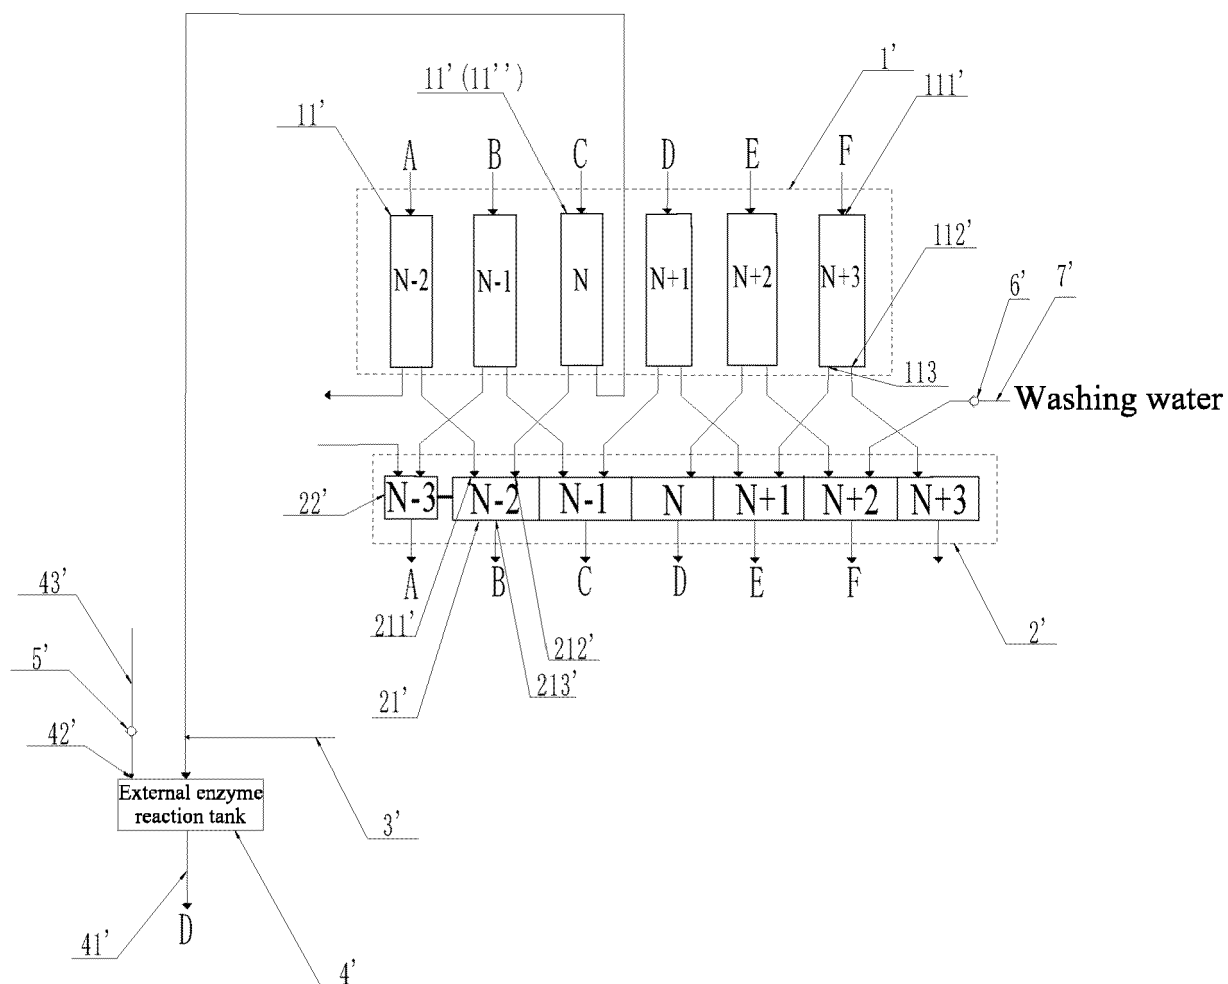 1'
11' (11'')
111'
11'
A
B
C
D
E
F
112'
N-2
N-1
N
N+1
N+2
N+3
6'
7'
113
Washing water
22'
N-3
N-2
N-1
N
N+1
N+2
N+3
A
B
C
D
E
F
43'
211'
212'
2'
5'
213'
21'
42'
External enzyme
reaction tank
3'
D
41'
4'